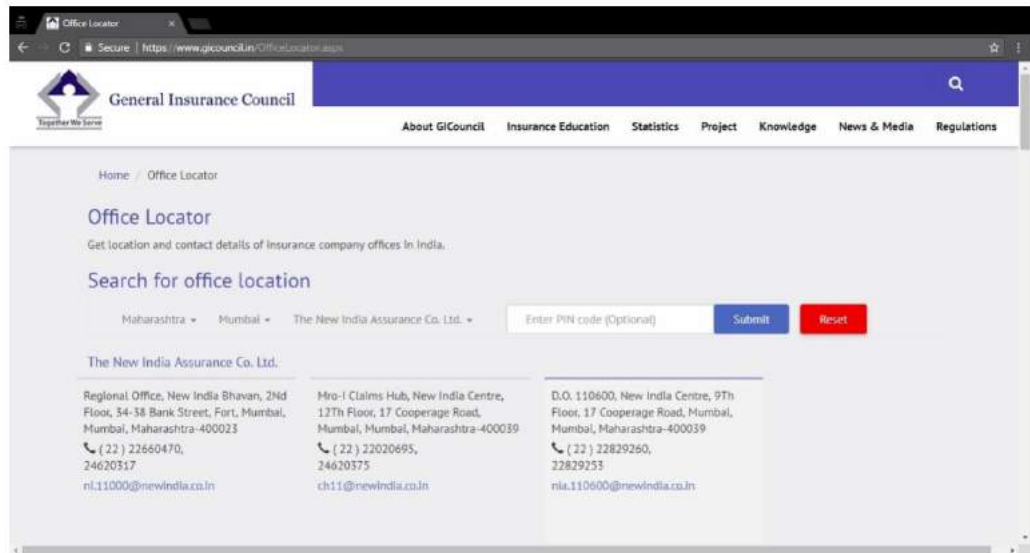 Office Locator
Secure | https://www.gicouncil.in/OfficeLocator.aspx
General Insurance Council
Together We Serve
About GICouncil Insurance Education Statistics Project Knowledge News & Media Regulations
Home / Office Locator
Office Locator
Get location and contact details of insurance company offices in India.
Search for office location
Maharashtra Mumbai The New India Assurance Co. Ltd. Enter PIN code (Optional) Submit Reset
The New India Assurance Co. Ltd.
Regional Office, New India Bhavan, 2Nd
Floor, 34-38 Bank Street, Fort, Mumbai,
Mumbai, Maharashtra-400023
( 22 ) 22660470,
24620317
nl.11000@newindia.co.in
Mro-I Claims Hub, New India Centre,
12Th Floor, 17 Cooperage Road,
Mumbai, Mumbai, Maharashtra-400039
( 22 ) 22020695,
24620375
ch11@newindia.co.in
D.O. 110600, New India Centre, 9Th
Floor, 17 Cooperage Road, Mumbai,
Mumbai, Maharashtra-400039
( 22 ) 22829260,
22829253
nia.110600@newindia.co.in